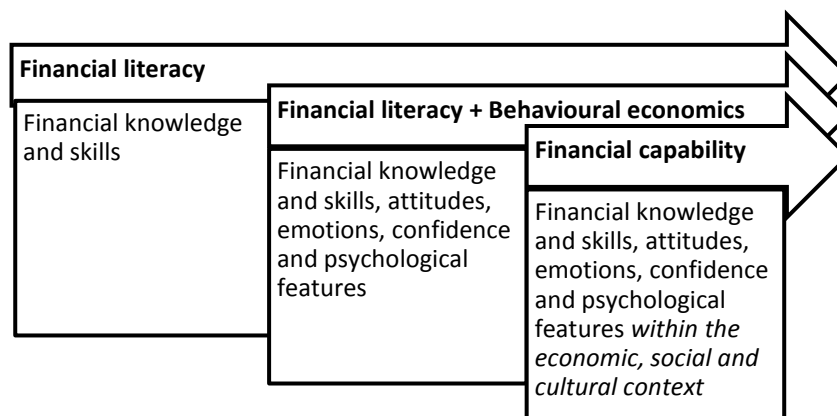 Financial literacy
Financial knowledge
and skills
Financial literacy + Behavioural economics
Financial knowledge
and skills, attitudes,
emotions, confidence
and psychological
features
Financial capability
Financial knowledge
and skills, attitudes,
emotions, confidence
and psychological
features within the
economic, social and
cultural context